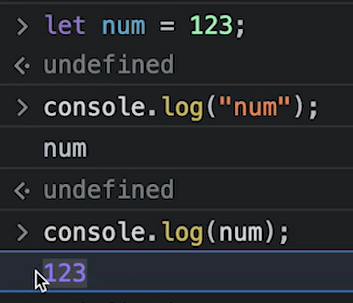 > let num = 123;
<· undefined
> console.log("num");
num
<· undefined
> console.log(num);
123